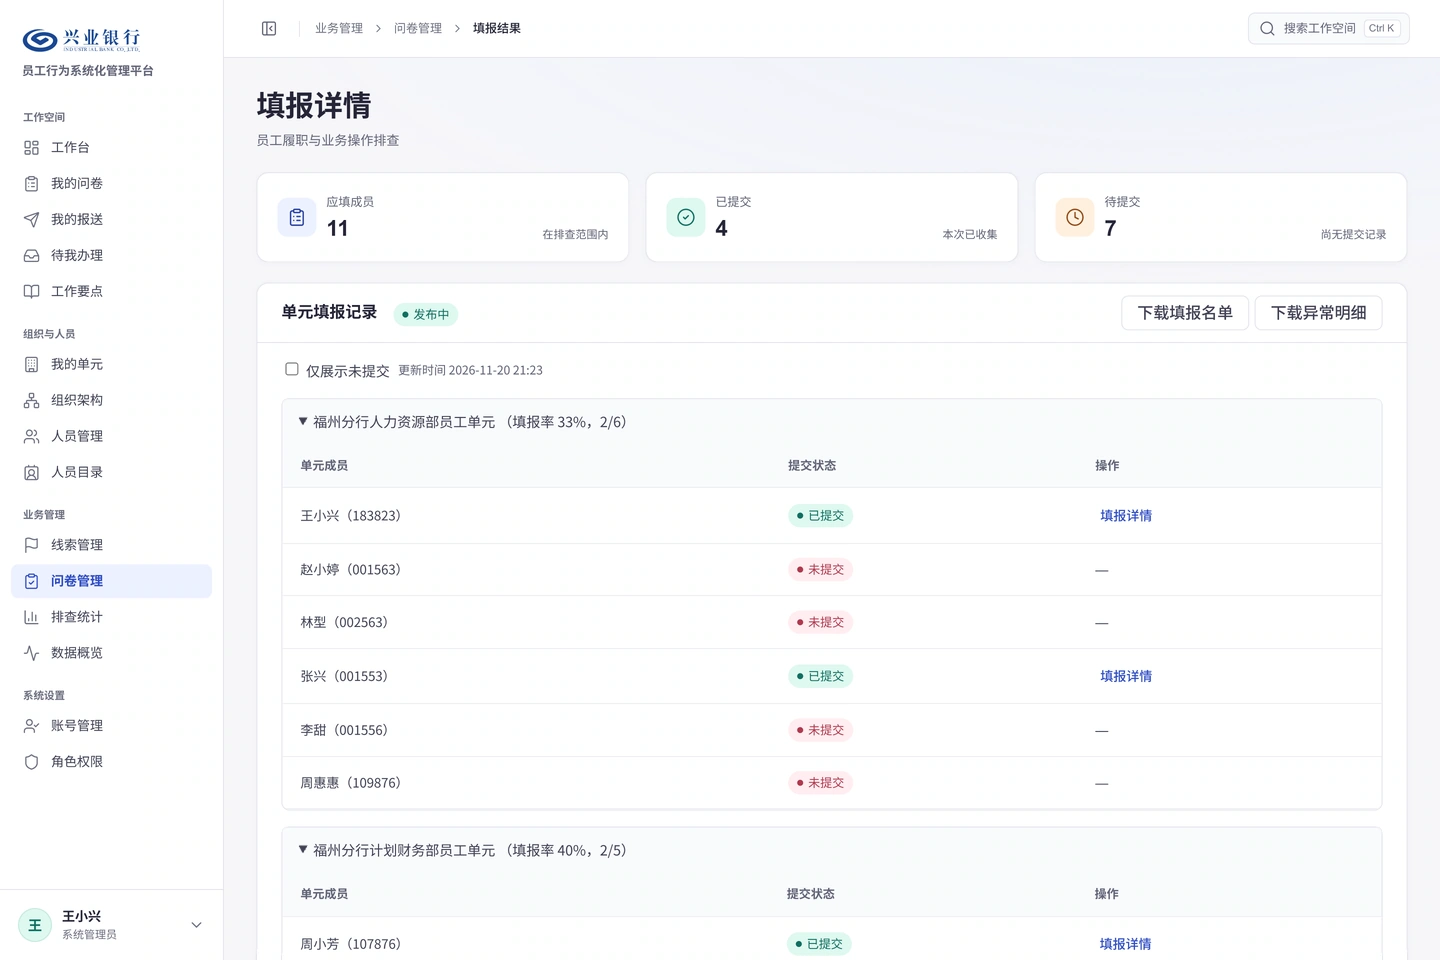 兴业银行
INDUSTRIAL BANK CO.,LTD.
员工行为系统化管理平台
工作空间
工作台
我的问卷
我的报送
待我办理
工作要点
组织与人员
我的单元
组织架构
人员管理
人员目录
业务管理
线索管理
问卷管理
排查统计
数据概览
系统设置
账号管理
角色权限
王
王小兴
系统管理员
业务管理 > 问卷管理 > 填报结果
搜索工作空间 Ctrl K
填报详情
员工履职与业务操作排查
应填成员
11
在排查范围内
已提交
4
本次已收集
待提交
7
尚无提交记录
单元填报记录 发布中
下载填报名单 下载异常明细
仅展示未提交 更新时间 2026-11-20 21:23
福州分行人力资源部员工单元 （填报率 33%，2/6）
单元成员 提交状态 操作
王小兴（183823） 已提交 填报详情
赵小婷（001563） 未提交 —
林型（002563） 未提交 —
张兴（001553） 已提交 填报详情
李甜（001556） 未提交 —
周惠惠（109876） 未提交 —
福州分行计划财务部员工单元 （填报率 40%，2/5）
单元成员 提交状态 操作
周小芳（107876） 已提交 填报详情